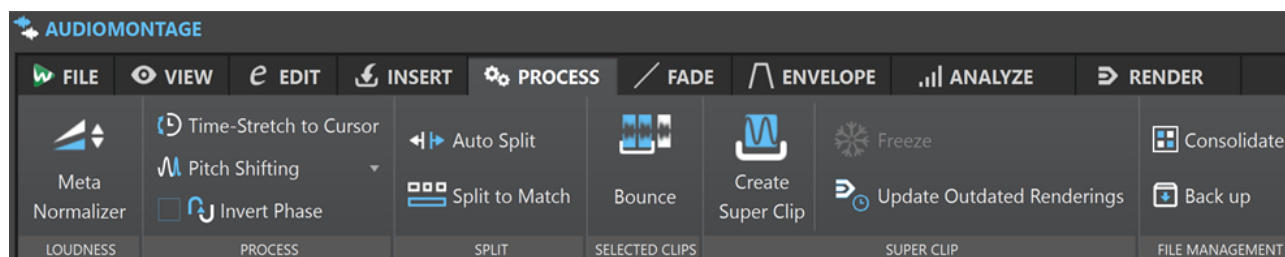 AUDIOMONTAGE
FILE VIEW EDIT INSERT PROCESS FADE ENVELOPE ANALYZE RENDER
Meta
Normalizer
LOUDNESS
Time-Stretch to Cursor
Pitch Shifting
Invert Phase
PROCESS
Auto Split
Split to Match
SPLIT
Bounce
SELECTED CLIPS
Create
Super Clip
Freeze
Update Outdated Renderings
SUPER CLIP
Consolidate
Back up
FILE MANAGEMENT